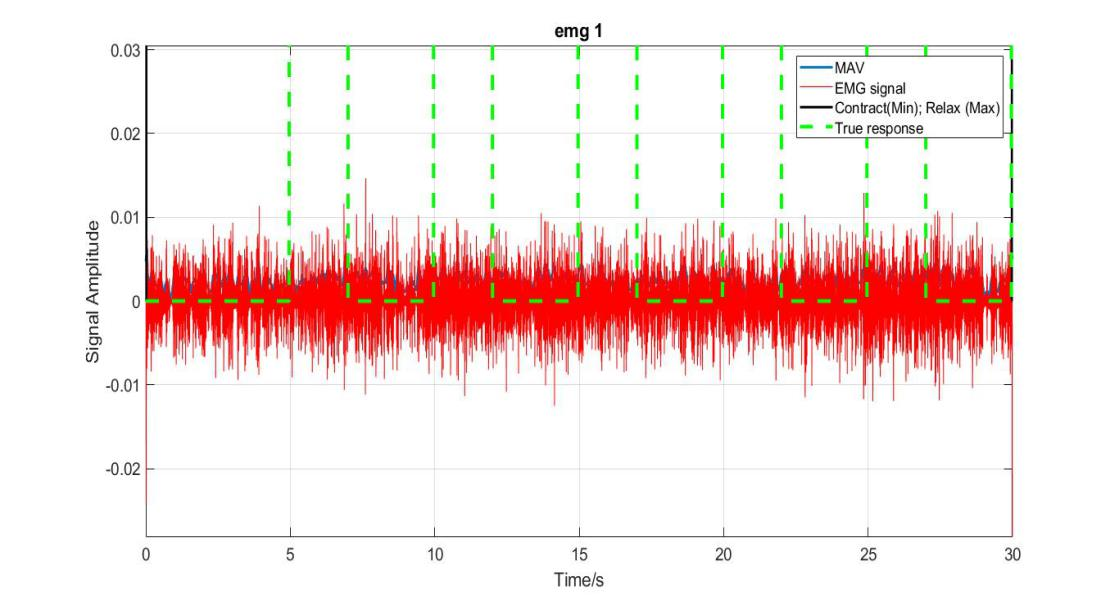 emg 1
0.03
0.02
0.01
0
-0.01
-0.02
Signal Amplitude
MAV
EMG signal
Contract(Min); Relax (Max)
True response
0 5 10 15 20 25 30
Time/s